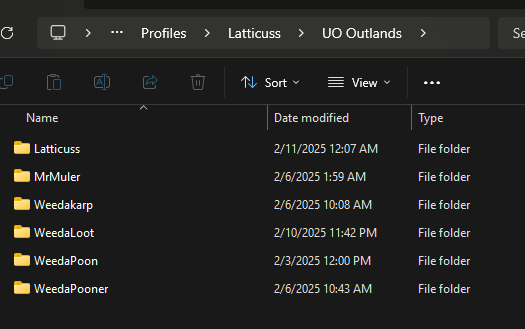 Profiles > Latticuss > UO Outlands > Se
Sort View
Name Date modified Type
Latticuss 2/11/2025 12:07 AM File folder
MrMuler 2/6/2025 1:59 AM File folder
Weedakarp 2/6/2025 10:08 AM File folder
WeedaLoot 2/10/2025 11:42 PM File folder
WeedaPoon 2/3/2025 12:00 PM File folder
WeedaPooner 2/6/2025 10:43 AM File folder